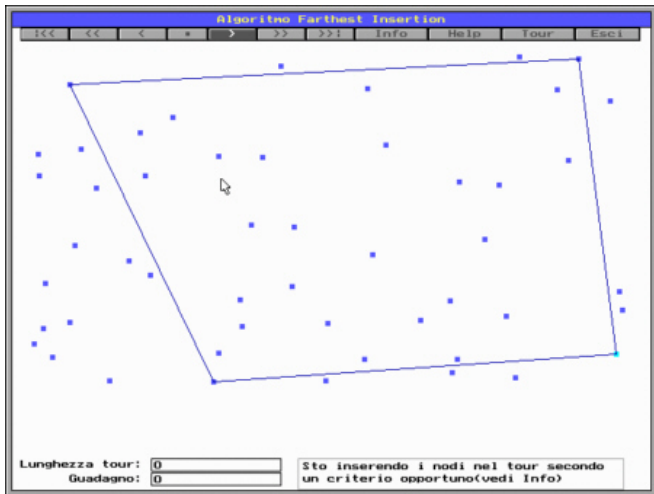 Algoritmo Farthest Insertion
:<< << < ▪ > >> >>: Info Help Tour Esci
Lunghezza tour: 0
Guadagno: 0
Sto inserendo i nodi nel tour secondo
un criterio opportuno(vedi Info)